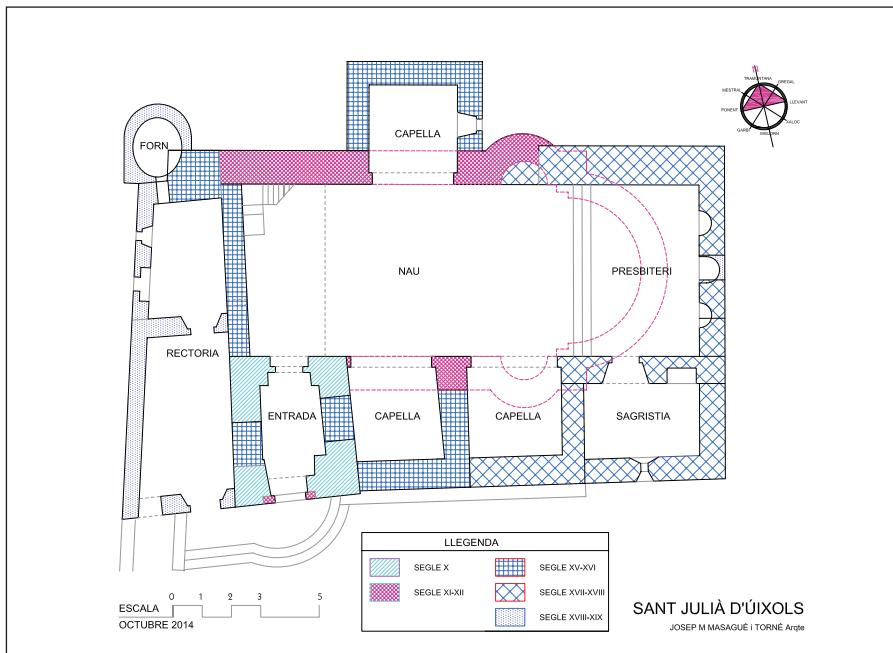 TRAMUNTANA
GREGAL
MESTRAL
LLEVANT
PONENT
XALOC
GARBÍ
MIGJORN
CAPELLA
FORN
NAU
PRESBITERI
RECTORIA
ENTRADA
CAPELLA
CAPELLA
SAGRISTIA
LLEGENDA
SEGLE X
SEGLE XV-XVI
SEGLE XI-XII
SEGLE XVII-XVIII
SEGLE XVIII-XIX
0 1 2 3 5
ESCALA
OCTUBRE 2014
SANT JULIÀ D'ÚIXOLS
JOSEP M MASAGUÉ i TORNÉ Arqte